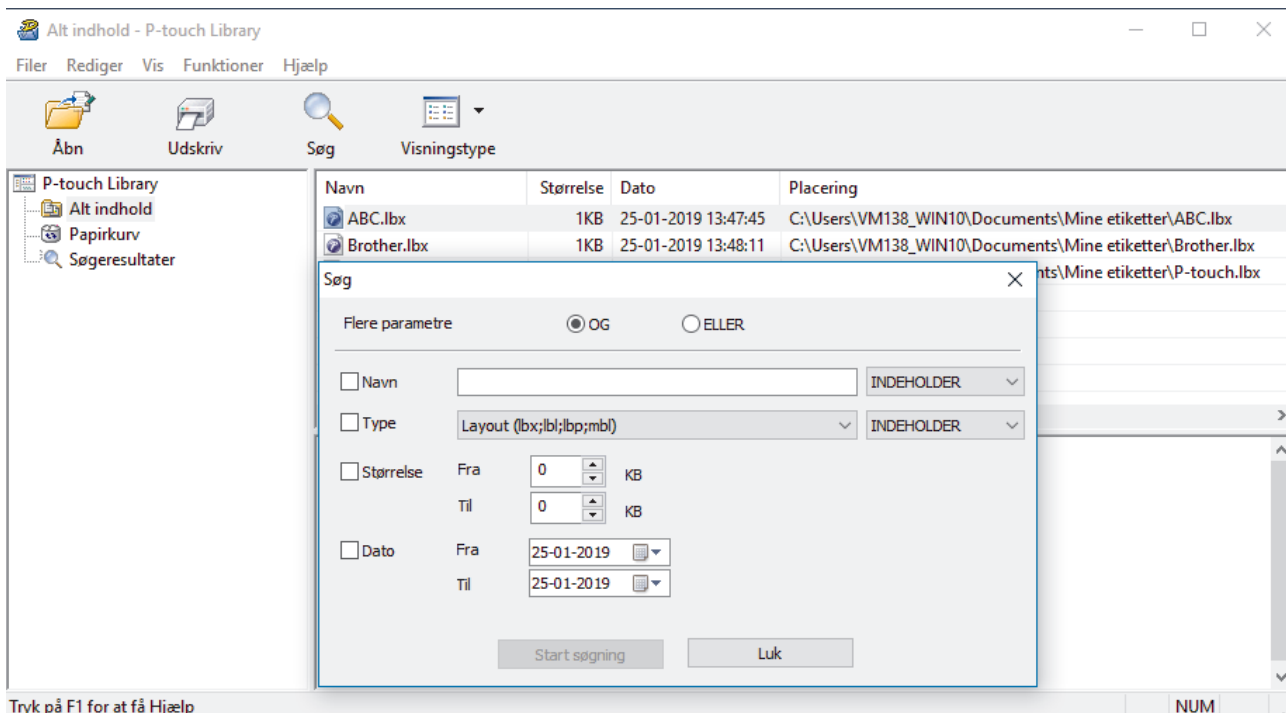 Alt indhold - P-touch Library
Filer Rediger Vis Funktioner Hjælp
Åbn Udskriv Søg Visningstype
P-touch Library
Alt indhold
Papirkurv
Søgeresultater
Navn Størrelse Dato Placering
ABC.lbx 1KB 25-01-2019 13:47:45 C:\Users\VM138_WIN10\Documents\Mine etiketter\ABC.lbx
Brother.lbx 1KB 25-01-2019 13:48:11 C:\Users\VM138_WIN10\Documents\Mine etiketter\Brother.lbx
nts\Mine etiketter\P-touch.lbx
Søg
Flere parametre OG ELLER
Navn INDEHOLDER
Type Layout (lbx;lbl;lbp;mbl) INDEHOLDER
Størrelse Fra 0 KB
Til 0 KB
Dato Fra 25-01-2019
Til 25-01-2019
Start søgning Luk
Tryk på F1 for at få Hjælp NUM